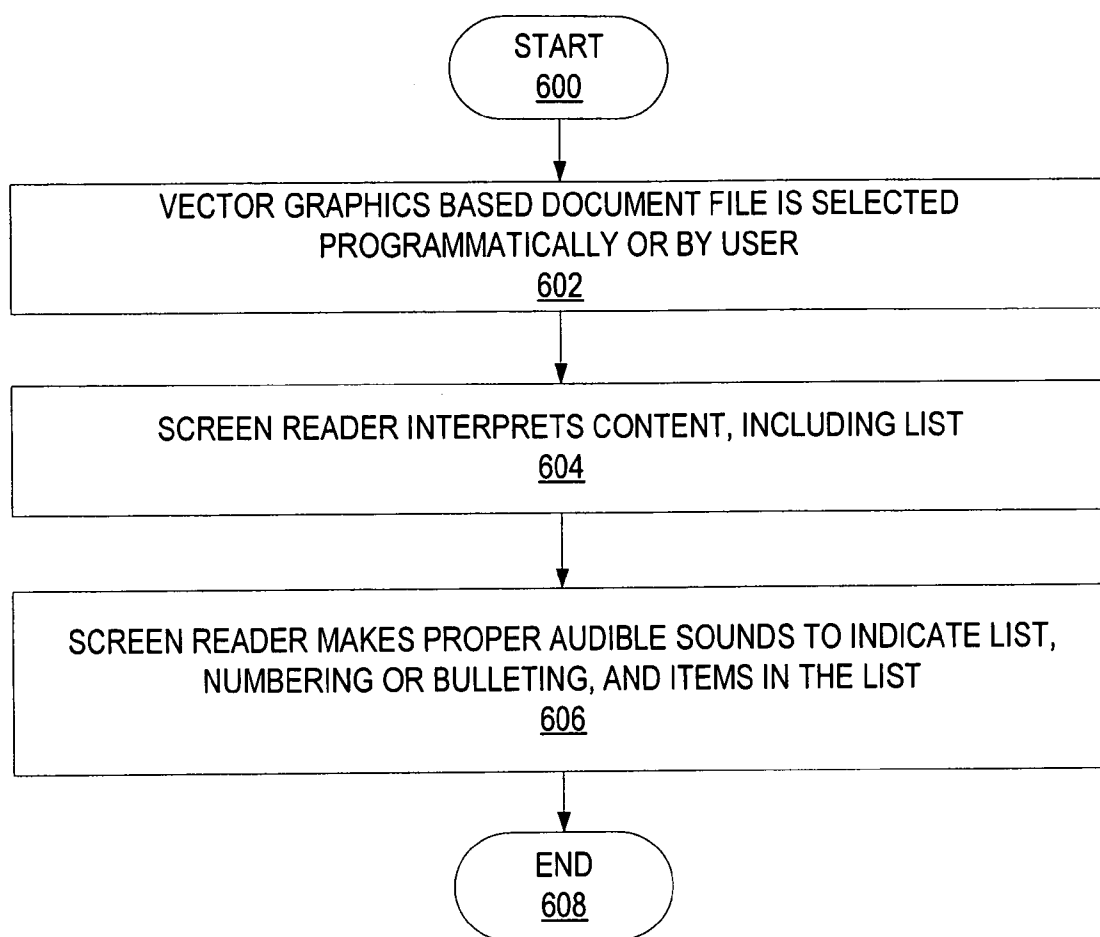 START
600
VECTOR GRAPHICS BASED DOCUMENT FILE IS SELECTED
PROGRAMMATICALLY OR BY USER
602
SCREEN READER INTERPRETS CONTENT, INCLUDING LIST
604
SCREEN READER MAKES PROPER AUDIBLE SOUNDS TO INDICATE LIST,
NUMBERING OR BULLETING, AND ITEMS IN THE LIST
606
END
608